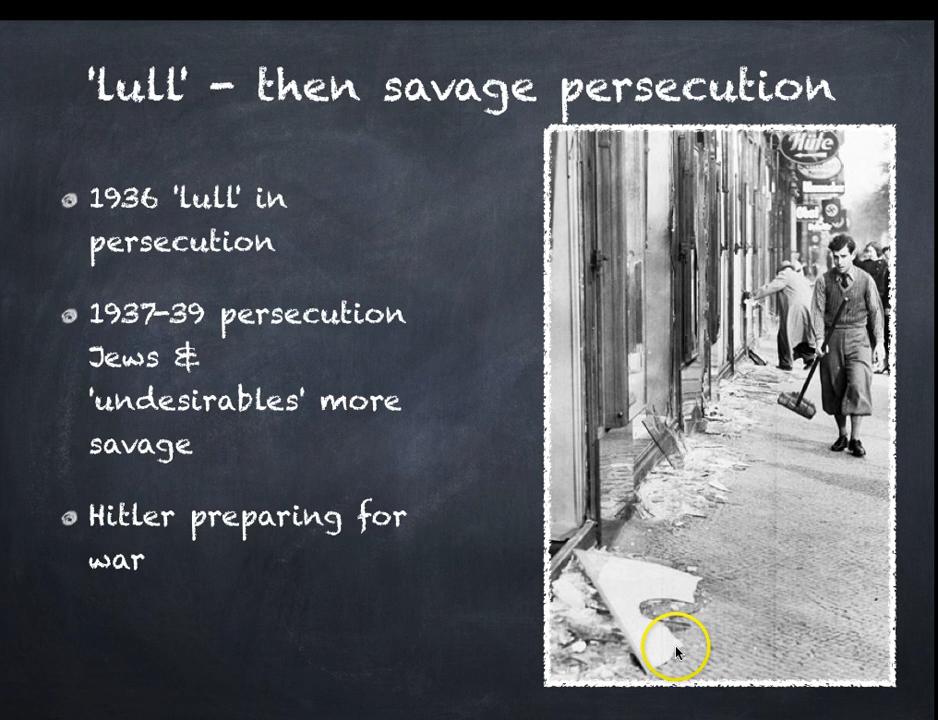 'lull' - then savage persecution
1936 'lull' in
persecution
1937-39 persecution
Jews &
'undesirables' more
savage
Hitler preparing for
war
Hüte